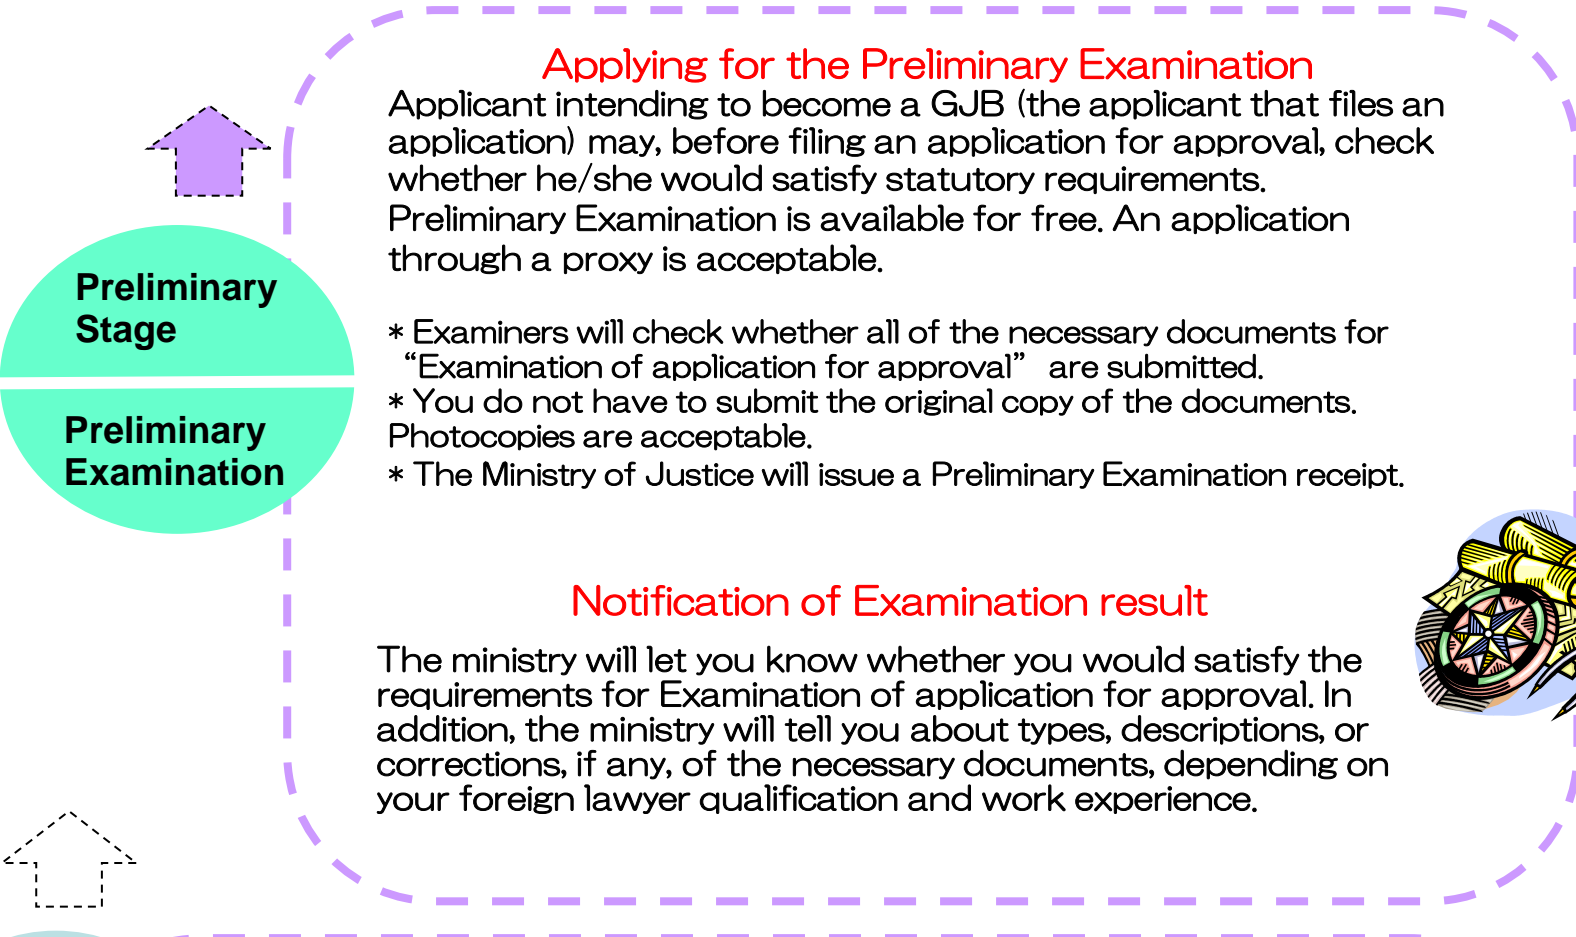 Applying for the Preliminary Examination
Applicant intending to become a GJB (the applicant that files an
application) may, before filing an application for approval, check
whether he/she would satisfy statutory requirements.
Preliminary Examination is available for free. An application
through a proxy is acceptable.
Preliminary
Stage
* Examiners will check whether all of the necessary documents for
“Examination of application for approval” are submitted.
* You do not have to submit the original copy of the documents.
Photocopies are acceptable.
* The Ministry of Justice will issue a Preliminary Examination receipt.
Preliminary
Examination
Notification of Examination result
The ministry will let you know whether you would satisfy the
requirements for Examination of application for approval. In
addition, the ministry will tell you about types, descriptions, or
corrections, if any, of the necessary documents, depending on
your foreign lawyer qualification and work experience.